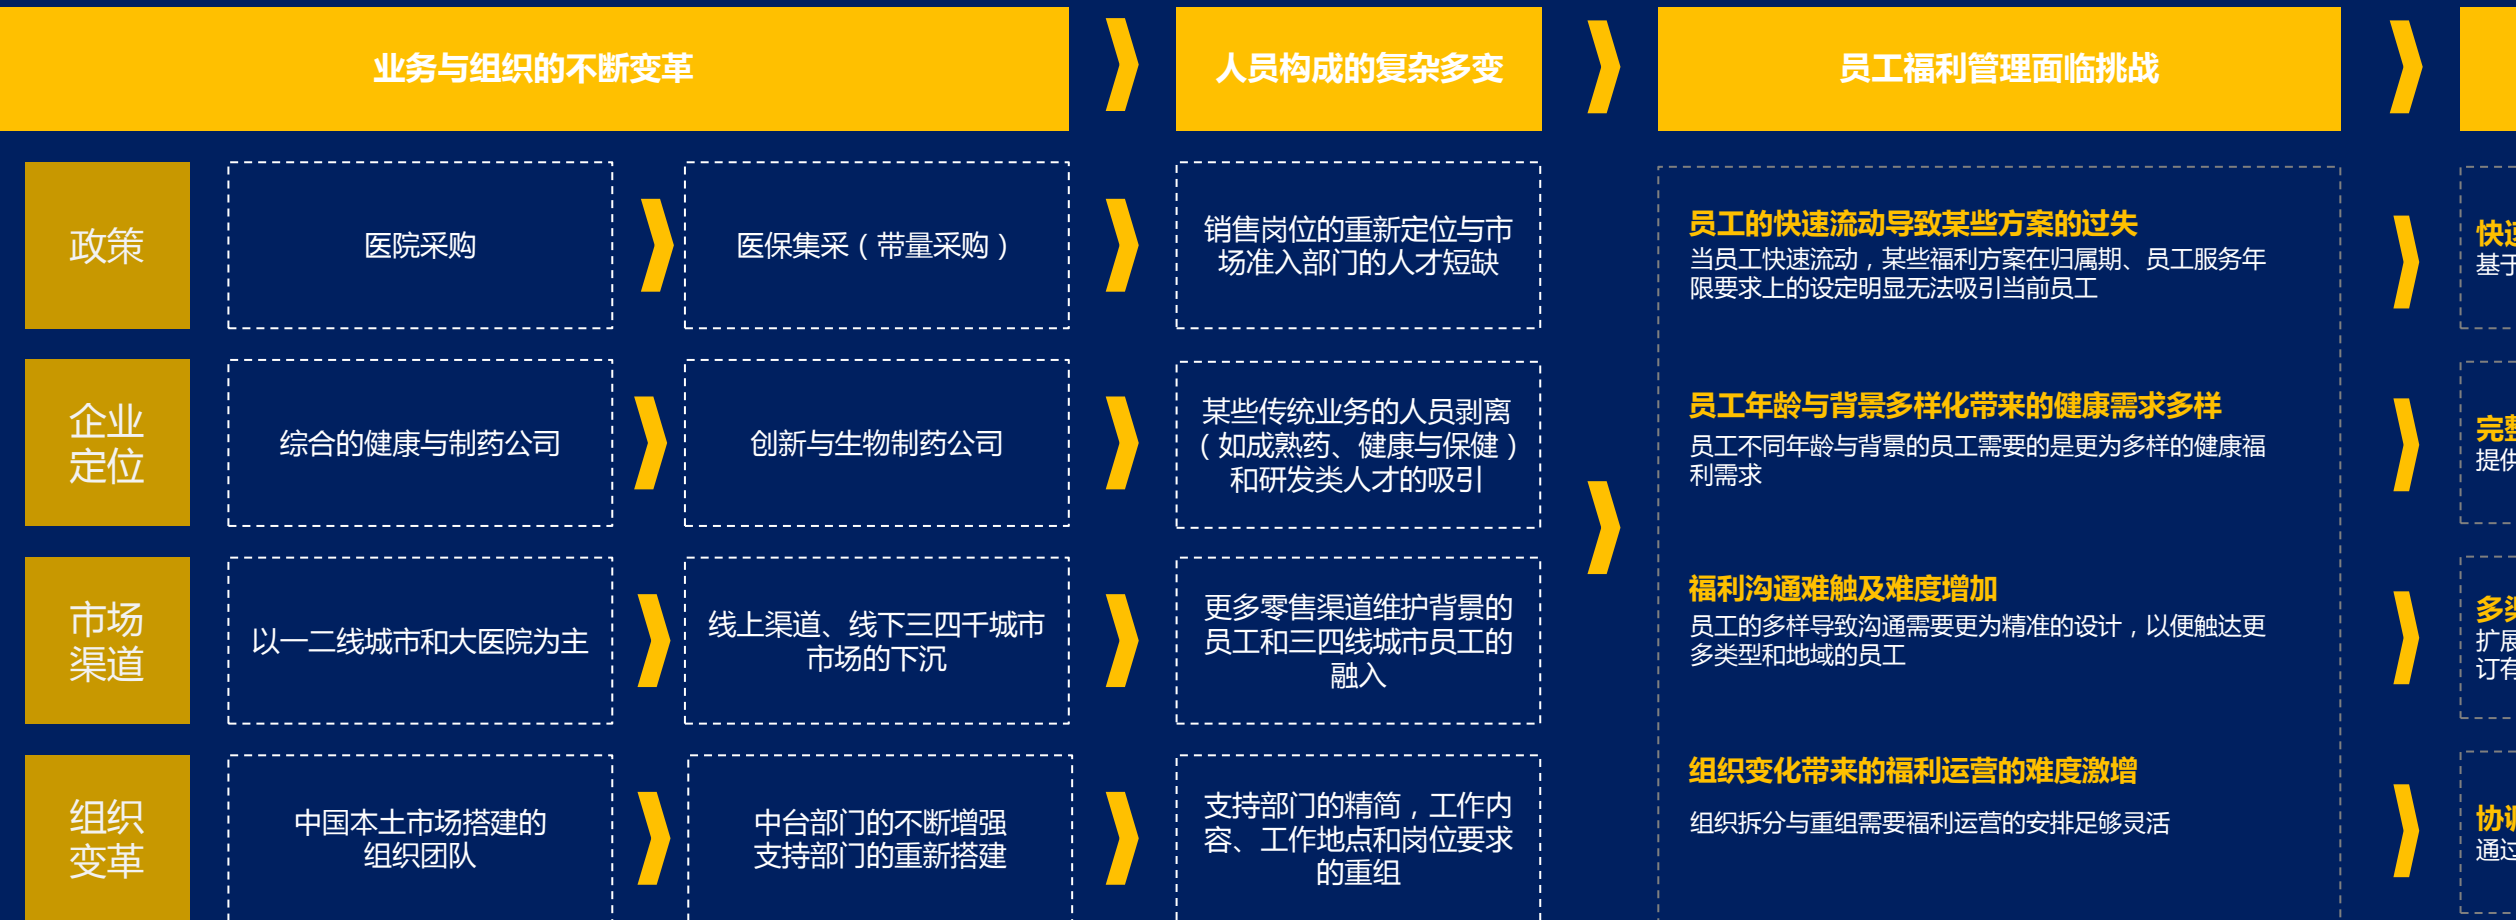 业务与组织的不断变革
人员构成的复杂多变
员工福利管理面临挑战
政策
医院采购
医保集采（带量采购）
销售岗位的重新定位与市
场准入部门的人才短缺
企业
定位
综合的健康与制药公司
创新与生物制药公司
某些传统业务的人员剥离
（如成熟药、健康与保健）
和研发类人才的吸引
市场
渠道
以一二线城市和大医院为主
线上渠道、线下三四千城市
市场的下沉
更多零售渠道维护背景的
员工和三四线城市员工的
融入
组织
变革
中国本土市场搭建的
组织团队
中台部门的不断增强
支持部门的重新搭建
支持部门的精简，工作内
容、工作地点和岗位要求
的重组
员工的快速流动导致某些方案的过失
当员工快速流动，某些福利方案在归属期、员工服务年
限要求上的设定明显无法吸引当前员工
员工年龄与背景多样化带来的健康需求多样
员工不同年龄与背景的员工需要的是更为多样的健康福
利需求
福利沟通难触及难度增加
员工的多样导致沟通需要更为精准的设计，以便触达更
多类型和地域的员工
组织变化带来的福利运营的难度激增
组织拆分与重组需要福利运营的安排足够灵活
快
基于
完
提供
多
扩展
订有
协
通过